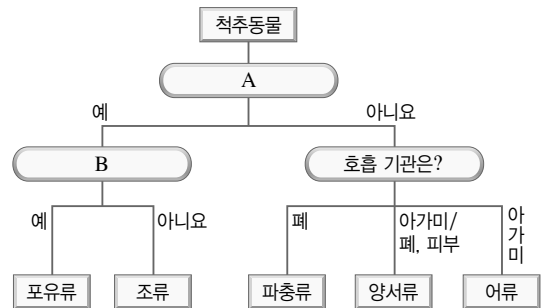 척추동물
A
예
아니요
B
호흡 기관은?
예
아니요
폐
아가미/
폐, 피부
아가미
포유류
조류
파충류
양서류
어류